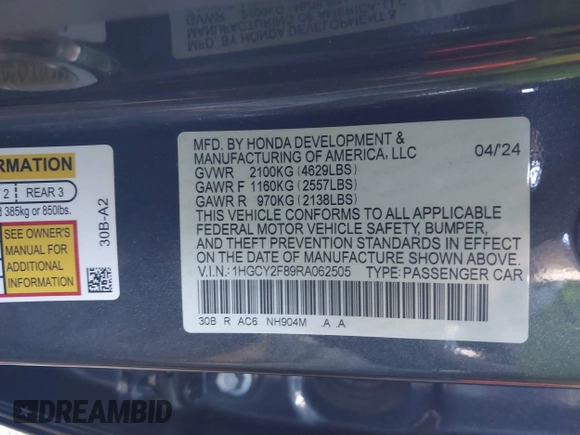 MFD. BY HONDA DEVELOPMENT &
MANUFACTURING OF AMERICA, LLC 04/'24
GVWR 2100KG (4629LBS)
GAWR F 1160KG (2557LBS)
GAWR R 970KG (2138LBS)
THIS VEHICLE CONFORMS TO ALL APPLICABLE
FEDERAL MOTOR VEHICLE SAFETY, BUMPER,
AND THEFT PREVENTION STANDARDS IN EFFECT
ON THE DATE OF MANUFACTURE SHOWN ABOVE.
V.I.N.: 1HGCY2F89RA062505 TYPE: PASSENGER CAR
30B R AC6 NH904M .A .A
RMATION
2 REAR 3
385kg or 850lbs.
SEE OWNER'S
MANUAL FOR
ADDITIONAL
INFORMATION
30B-A2
DREAMBID